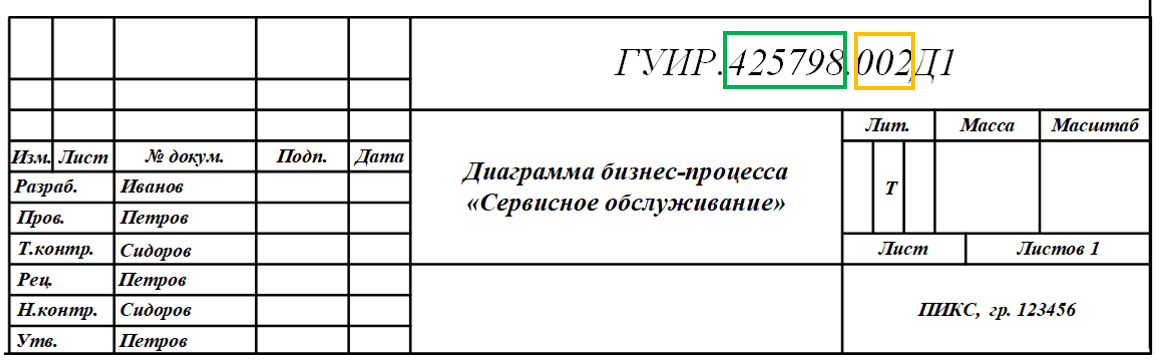 ГУИР.425798.002Д1
Лит. Масса Масштаб
Изм. Лист № докум. Подп. Дата
Диаграмма бизнес-процесса
«Сервисное обслуживание»
Т
Разраб. Иванов
Пров. Петров
Т.контр. Сидоров
Лист Листов 1
Рец. Петров
Н.контр. Сидоров
ПИКС, гр. 123456
Утв. Петров